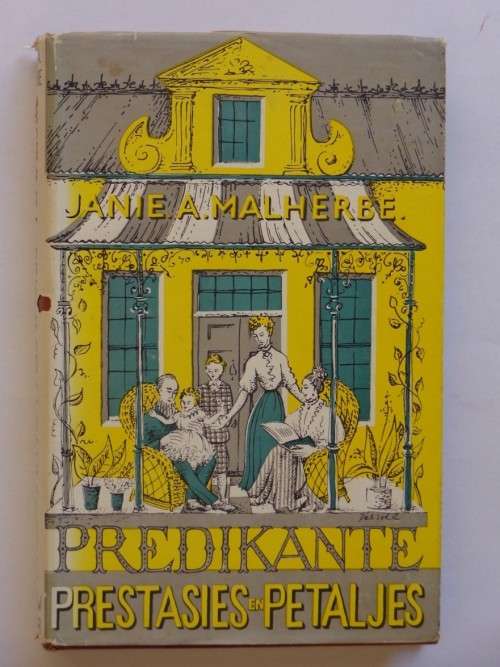 JANIE.A.MALHERBE.
PREDIKANTE
PRESTASIES EN PETALJES